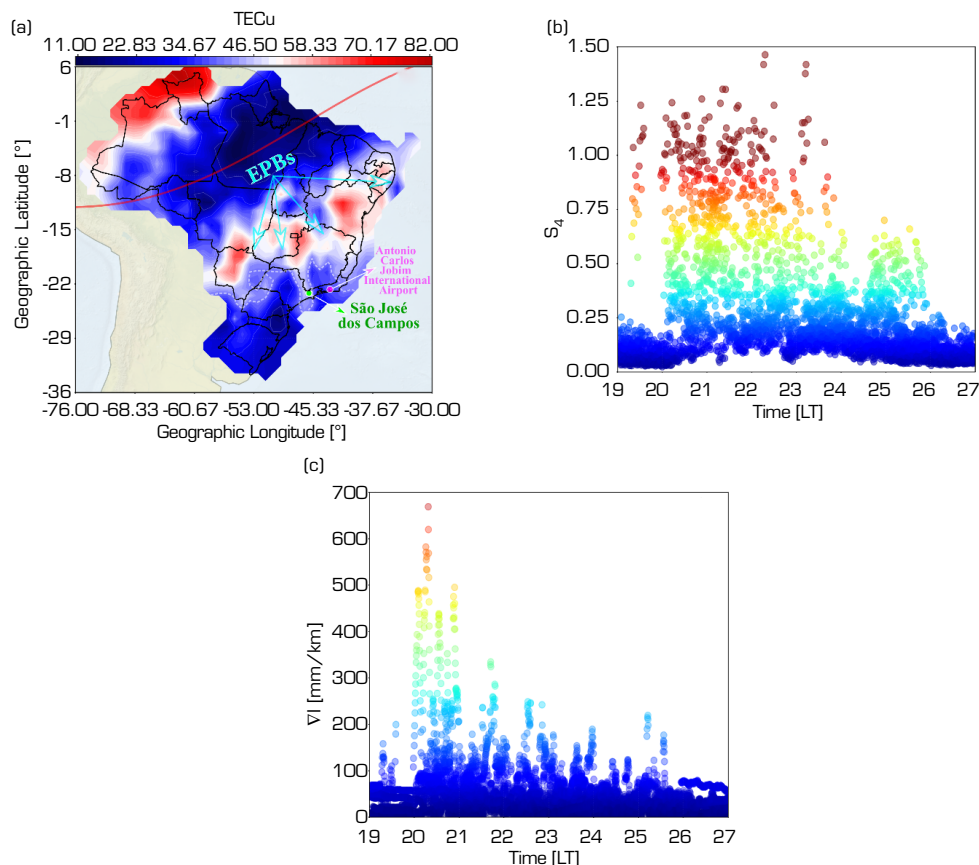 (a)
TECu
11.00 22.83 34.67 46.50 58.33 70.17 82.00
6
-1
-8
-15
-22
-29
-36
Geographic Latitude [°]
EPBs
Antonio
Carlos
Jobim
International
Airport
São José
dos Campos
-76.00 -68.33 -60.67 -53.00 -45.33 -37.67 -30.00
Geographic Longitude [°]
(b)
1.50
1.25
1.00
0.75
0.50
0.25
0.00
S4
19 20 21 22 23 24 25 26 27
Time [LT]
(c)
700
600
500
400
300
200
100
0
∇I [mm/km]
19 20 21 22 23 24 25 26 27
Time [LT]